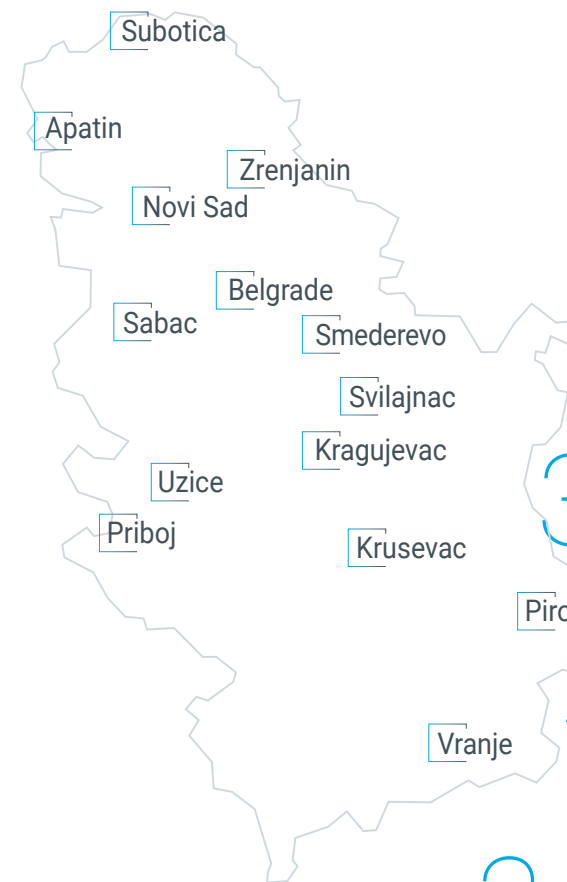 Subotica
Apatin
Zrenjanin
Novi Sad
Belgrade
Sabac
Smederevo
Svilajnac
Kragujevac
Uzice
Priboj
Krusevac
Vranje